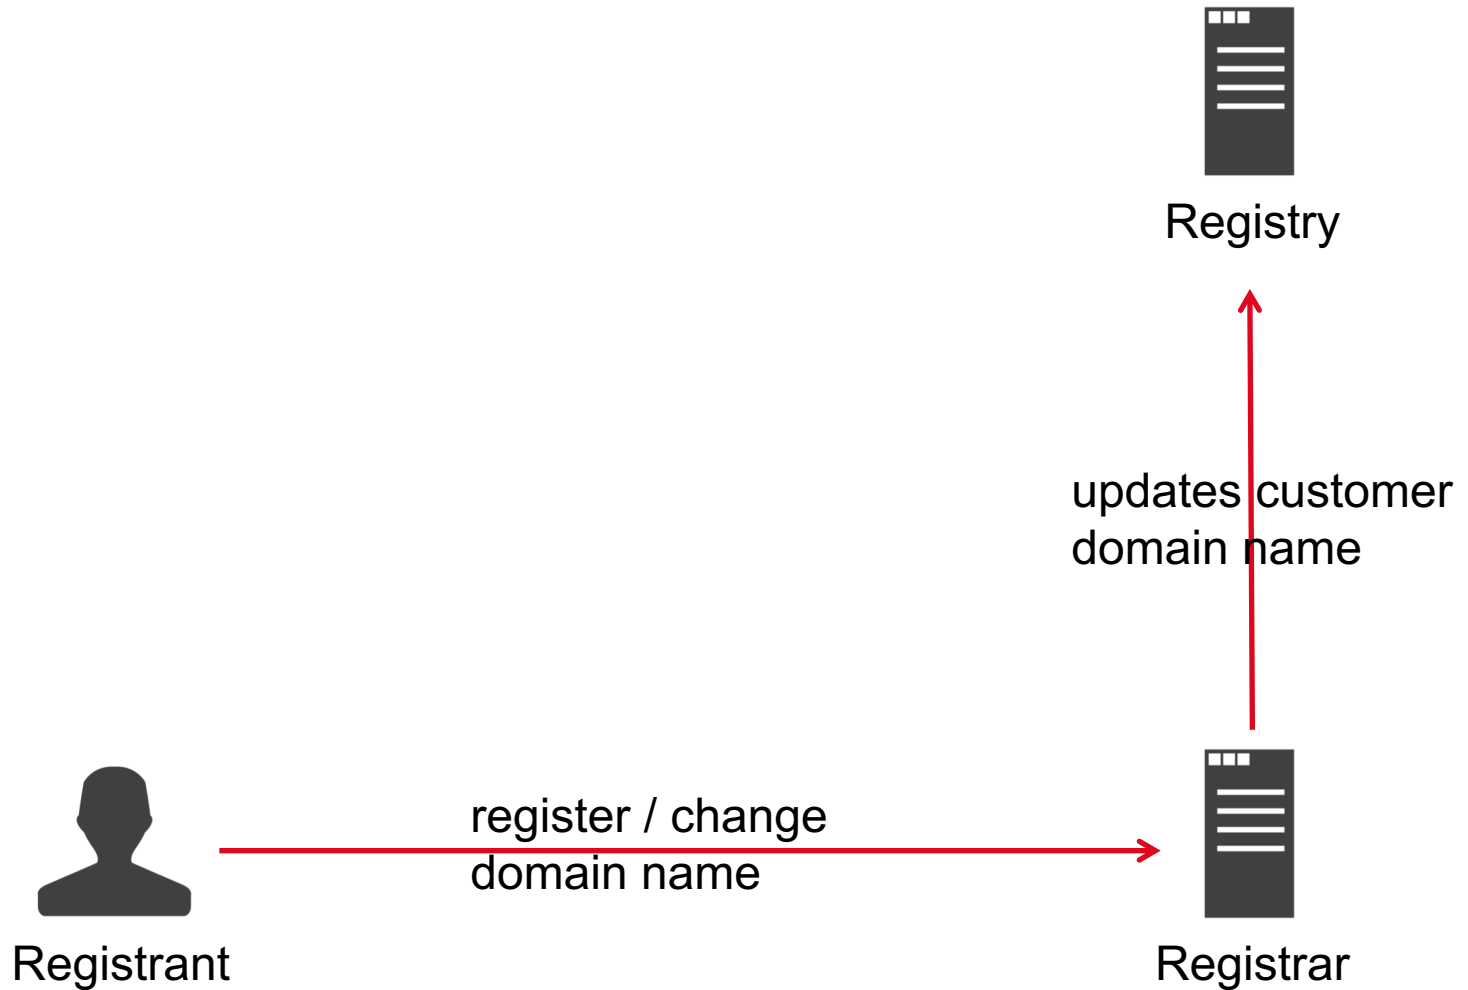 Registry
updates customer
domain name
register / change
domain name
Registrant
Registrar